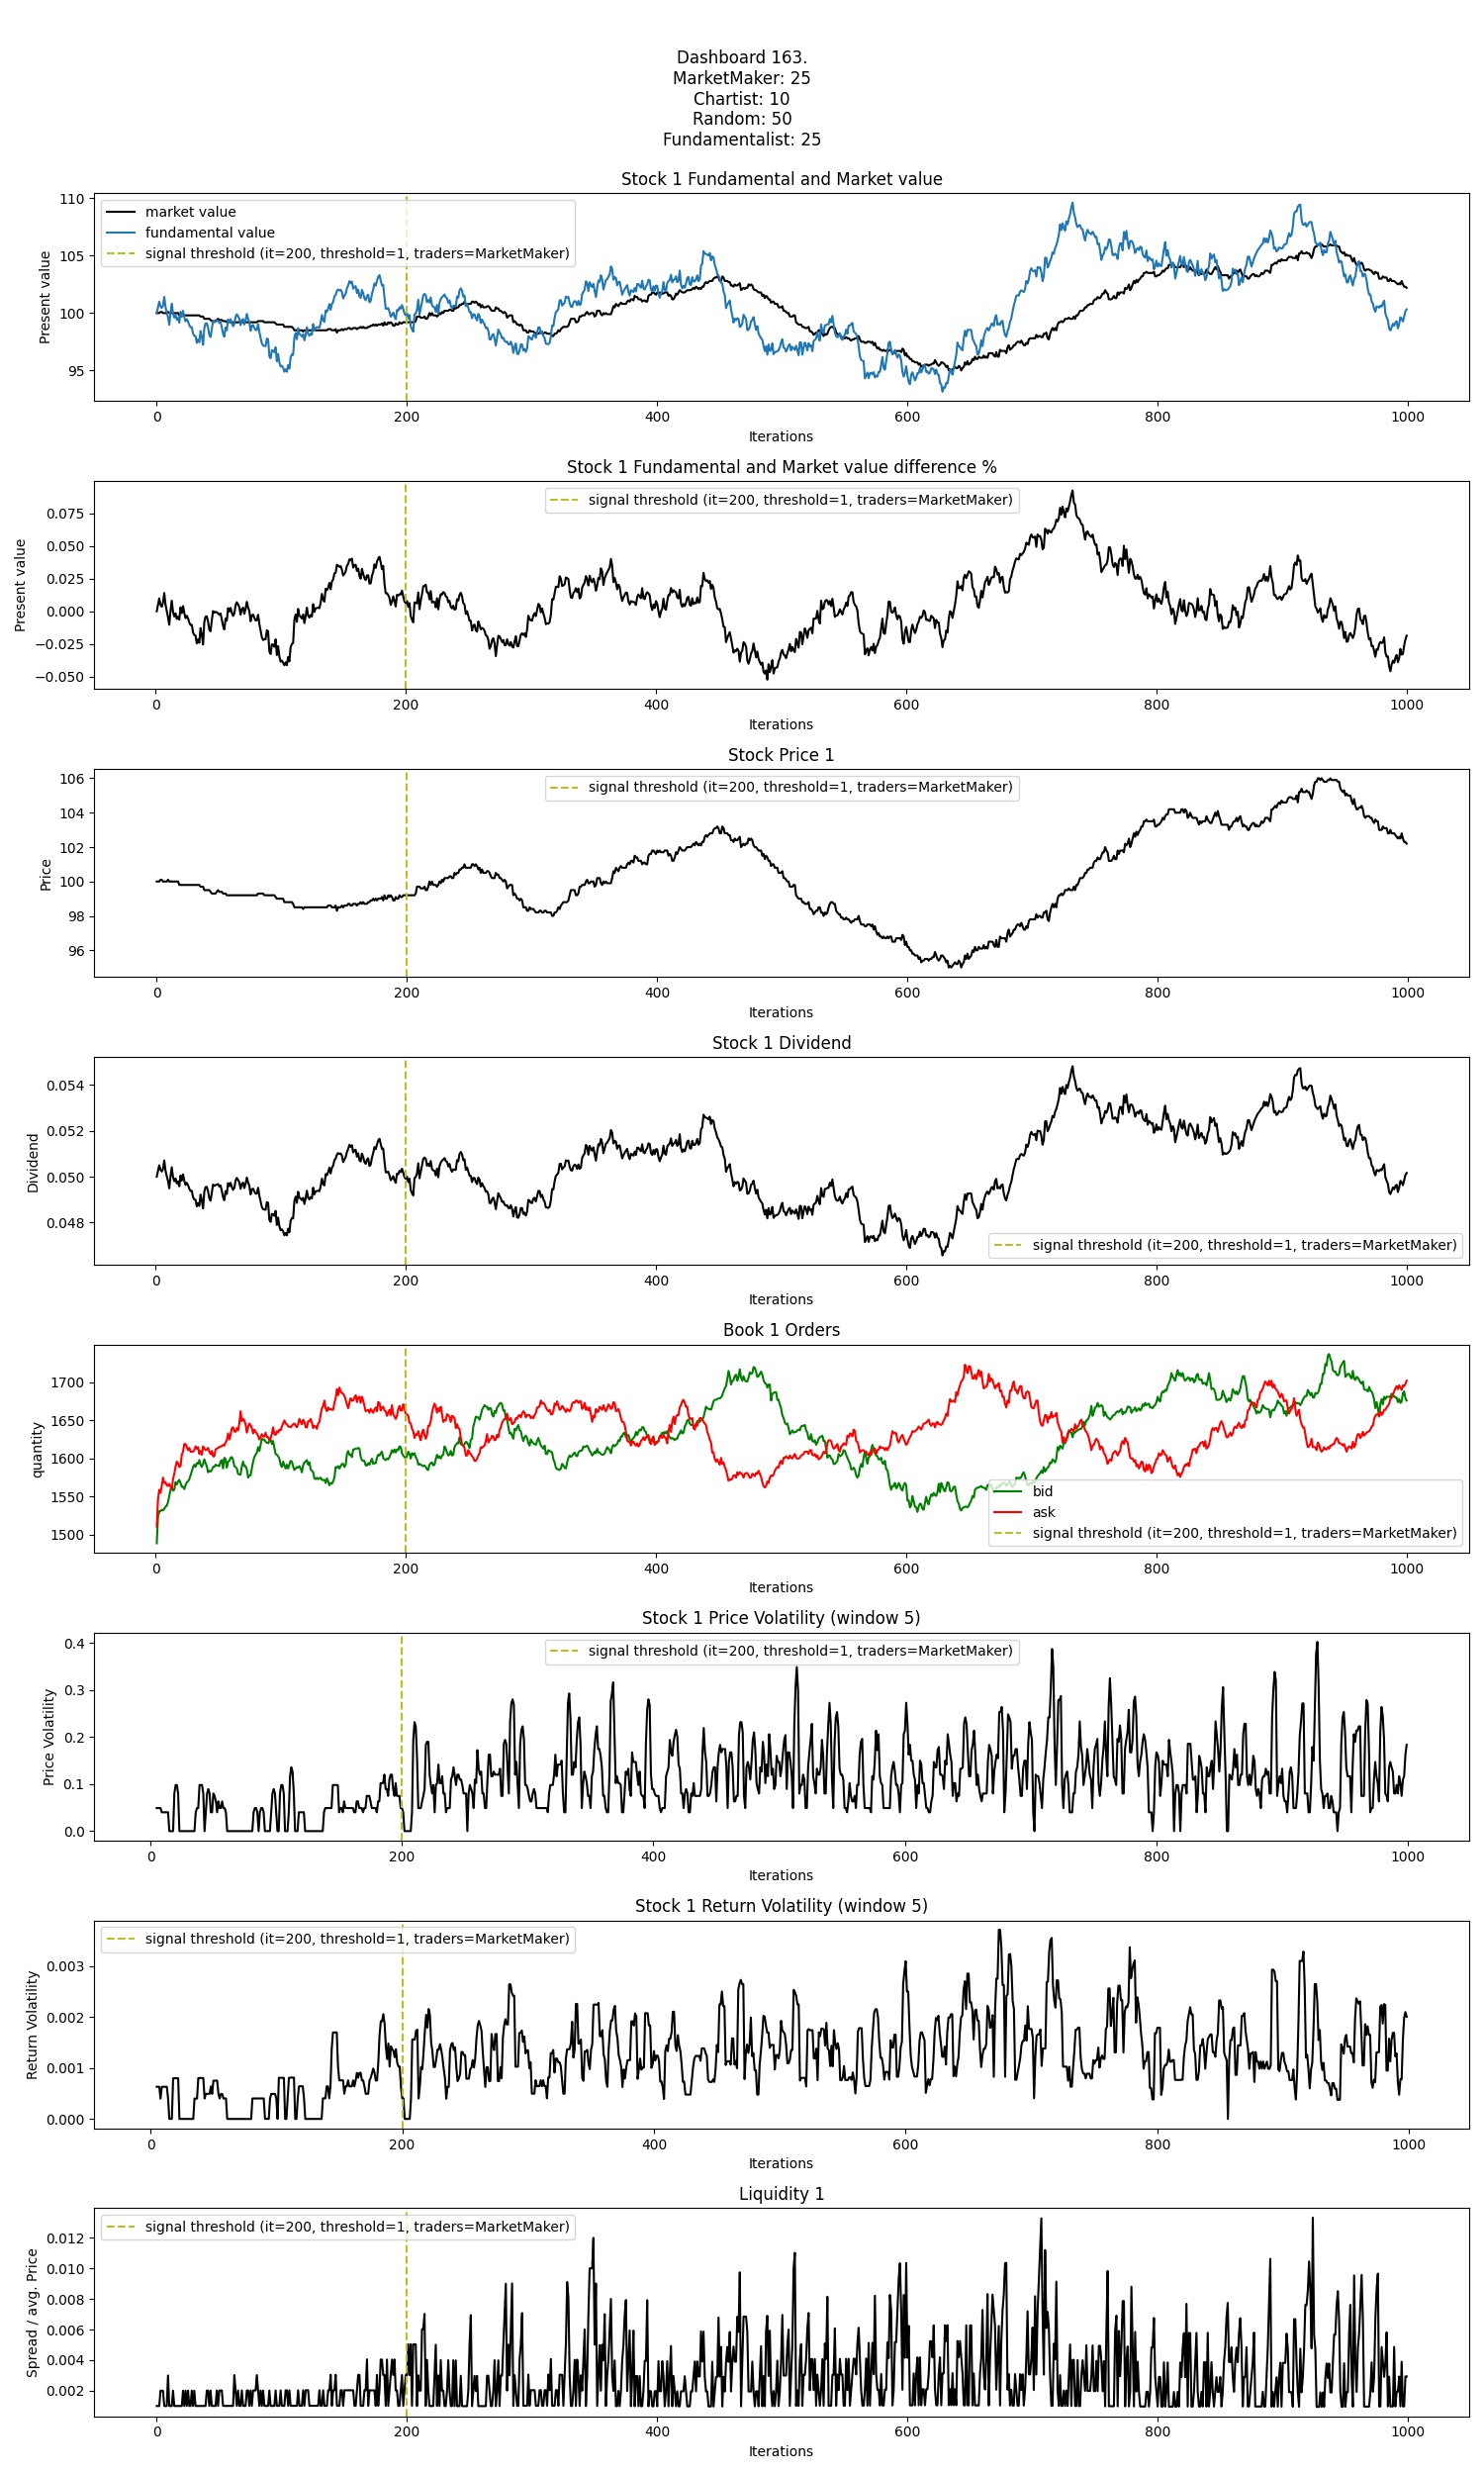 Dashboard 163.
MarketMaker: 25
Chartist: 10
Random: 50
Fundamentalist: 25
Stock 1 Fundamental and Market value
market value
fundamental value
signal threshold (it=200, threshold=1, traders=MarketMaker)
Present value
110
105
100
95
0 200 400 600 800 1000
Iterations
Stock 1 Fundamental and Market value difference %
signal threshold (it=200, threshold=1, traders=MarketMaker)
Present value
0.075
0.050
0.025
0.000
−0.025
−0.050
0 200 400 600 800 1000
Iterations
Stock Price 1
signal threshold (it=200, threshold=1, traders=MarketMaker)
Price
106
104
102
100
98
96
0 200 400 600 800 1000
Iterations
Stock 1 Dividend
Dividend
0.054
0.052
0.050
0.048
signal threshold (it=200, threshold=1, traders=MarketMaker)
0 200 400 600 800 1000
Iterations
Book 1 Orders
quantity
1700
1650
1600
1550
1500
bid
ask
signal threshold (it=200, threshold=1, traders=MarketMaker)
0 200 400 600 800 1000
Iterations
Stock 1 Price Volatility (window 5)
signal threshold (it=200, threshold=1, traders=MarketMaker)
Price Volatility
0.4
0.3
0.2
0.1
0.0
0 200 400 600 800 1000
Iterations
Stock 1 Return Volatility (window 5)
signal threshold (it=200, threshold=1, traders=MarketMaker)
Return Volatility
0.003
0.002
0.001
0.000
0 200 400 600 800 1000
Iterations
Liquidity 1
signal threshold (it=200, threshold=1, traders=MarketMaker)
Spread / avg. Price
0.012
0.010
0.008
0.006
0.004
0.002
0 200 400 600 800 1000
Iterations